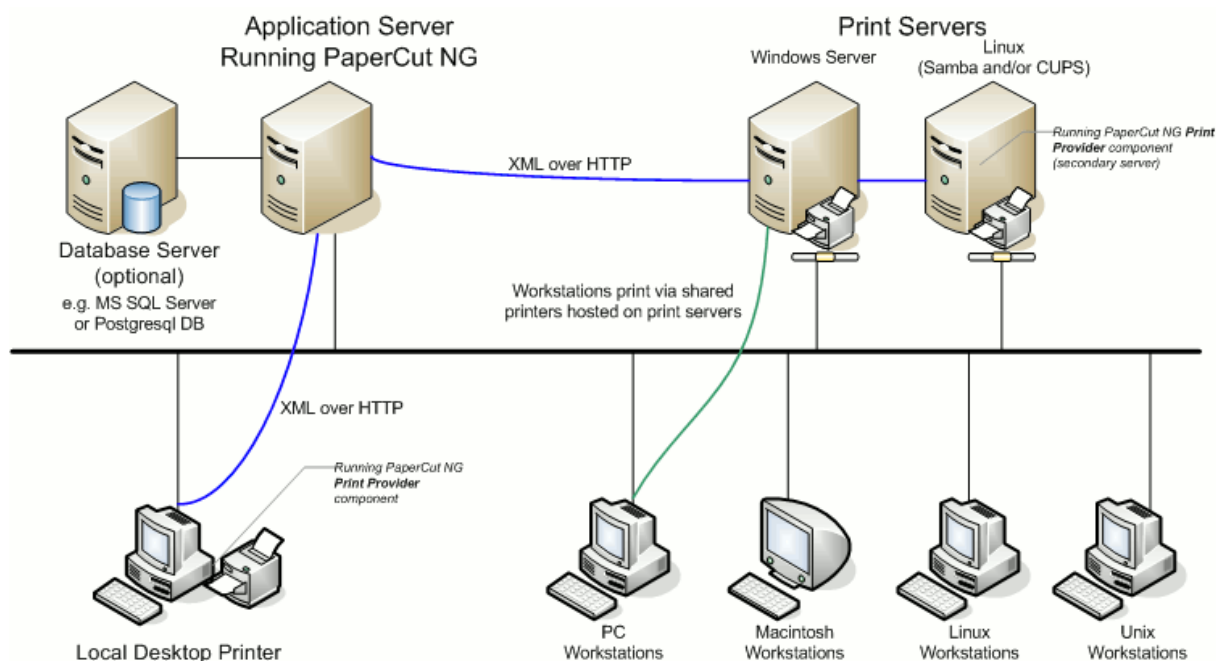 Application Server
Running PaperCut NG
Print Servers
Windows Server
Linux
(Samba and/or CUPS)
Running PaperCut NG Print
Provider component
(secondary server)
XML over HTTP
Database Server
(optional)
e.g. MS SQL Server
or Postgresql DB
Workstations print via shared
printers hosted on print servers
XML over HTTP
Running PaperCut NG
Print Provider
component
Local Desktop Printer
PC
Workstations
Macintosh
Workstations
Linux
Workstations
Unix
Workstations